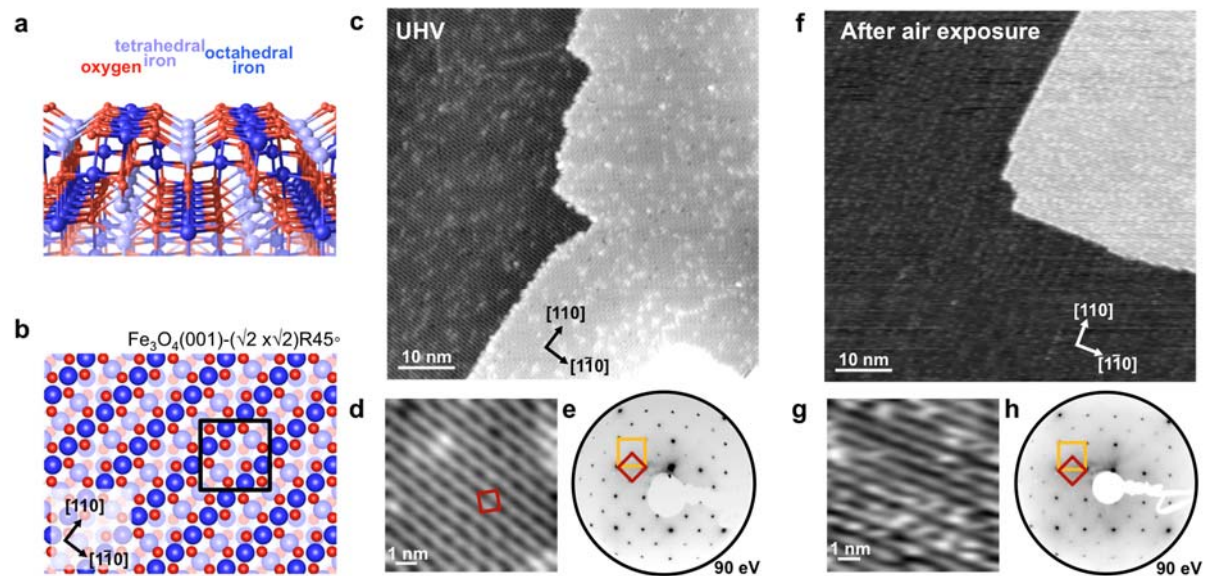 a
tetrahedral
iron
oxygen
octahedral
iron
b
Fe₃O₄(001)-(√2 x√2)R45°
[110]
[11̄0]
c
UHV
10 nm
[110]
[11̄0]
d
1 nm
e
90 eV
f
After air exposure
10 nm
[110]
[11̄0]
g
1 nm
h
90 eV